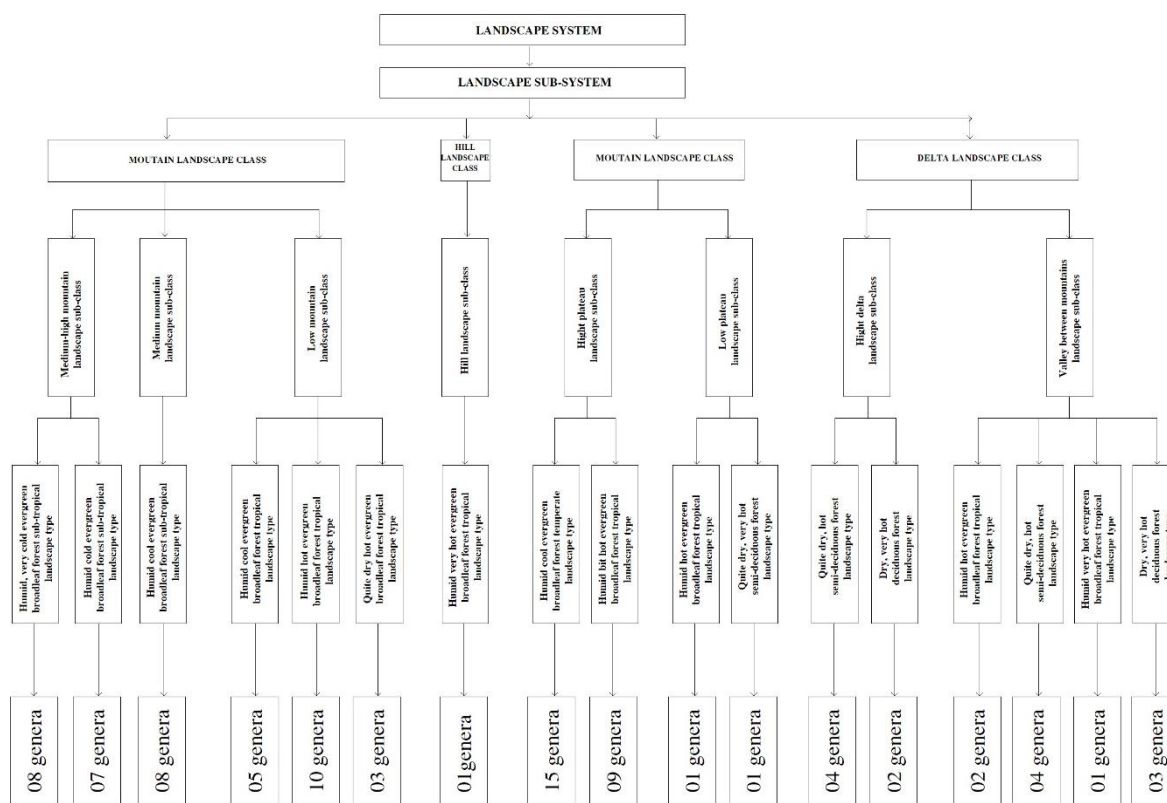 LANDSCAPE SYSTEM
LANDSCAPE SUB-SYSTEM
MOUTAIN LANDSCAPE CLASS
HILL
LANDSCAPE
CLASS
MOUTAIN LANDSCAPE CLASS
DELTA LANDSCAPE CLASS
Medium-high mountain
landscape sub-class
Medium mountain
landscape sub-class
Low mountain
landscape sub-class
Hill landscape sub-class
Hight plateau
landscape sub-class
Low plateau
landscape sub-class
Hight delta
landscape sub-class
Valley between mountains
landscape sub-class
Humid, very cold evergreen
broadleaf forest sub-tropical
landscape type
Humid cold evergreen
broadleaf forest sub-tropical
landscape type
Humid cool evergreen
broadleaf forest sub-tropical
landscape type
Humid cool evergreen
broadleaf forest tropical
landscape type
Humid hot evergreen
broadleaf forest tropical
landscape type
Quite dry hot evergreen
broadleaf forest tropical
landscape type
Humid very hot evergreen
broadleaf forest tropical
landscape type
Humid cool evergreen
broadleaf forest temperate
landscape type
Humid bit hot evergreen
broadleaf forest tropical
landscape type
Humid hot evergreen
broadleaf forest tropical
landscape type
Quite dry, very hot
semi-deciduons forest
landscape type
Quite dry, hot
semi-deciduous forest
landscape type
Dry, very hot
deciduous forest
landscape type
Humid hot evergreen
broadleaf forest tropical
landscape type
Quite dry, hot
semi-deciduous forest
landscape type
Humid very hot evergreen
broadleaf forest tropical
landscape type
Dry, very hot
deciduous forest
08 genera
07 genera
08 genera
05 genera
10 genera
03 genera
01genera
15 genera
09 genera
01 genera
01 genera
04 genera
02 genera
02 genera
04 genera
01 genera
03 genera